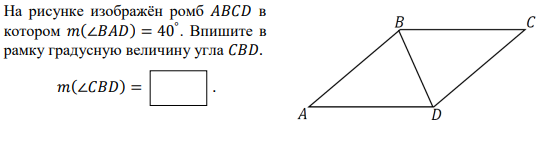 На рисунке изображён ромб ABCD в
котором m(∠BAD) = 40°. Впишите в
рамку градусную величину угла CBD.
m(∠CBD) = .
B
C
A
D